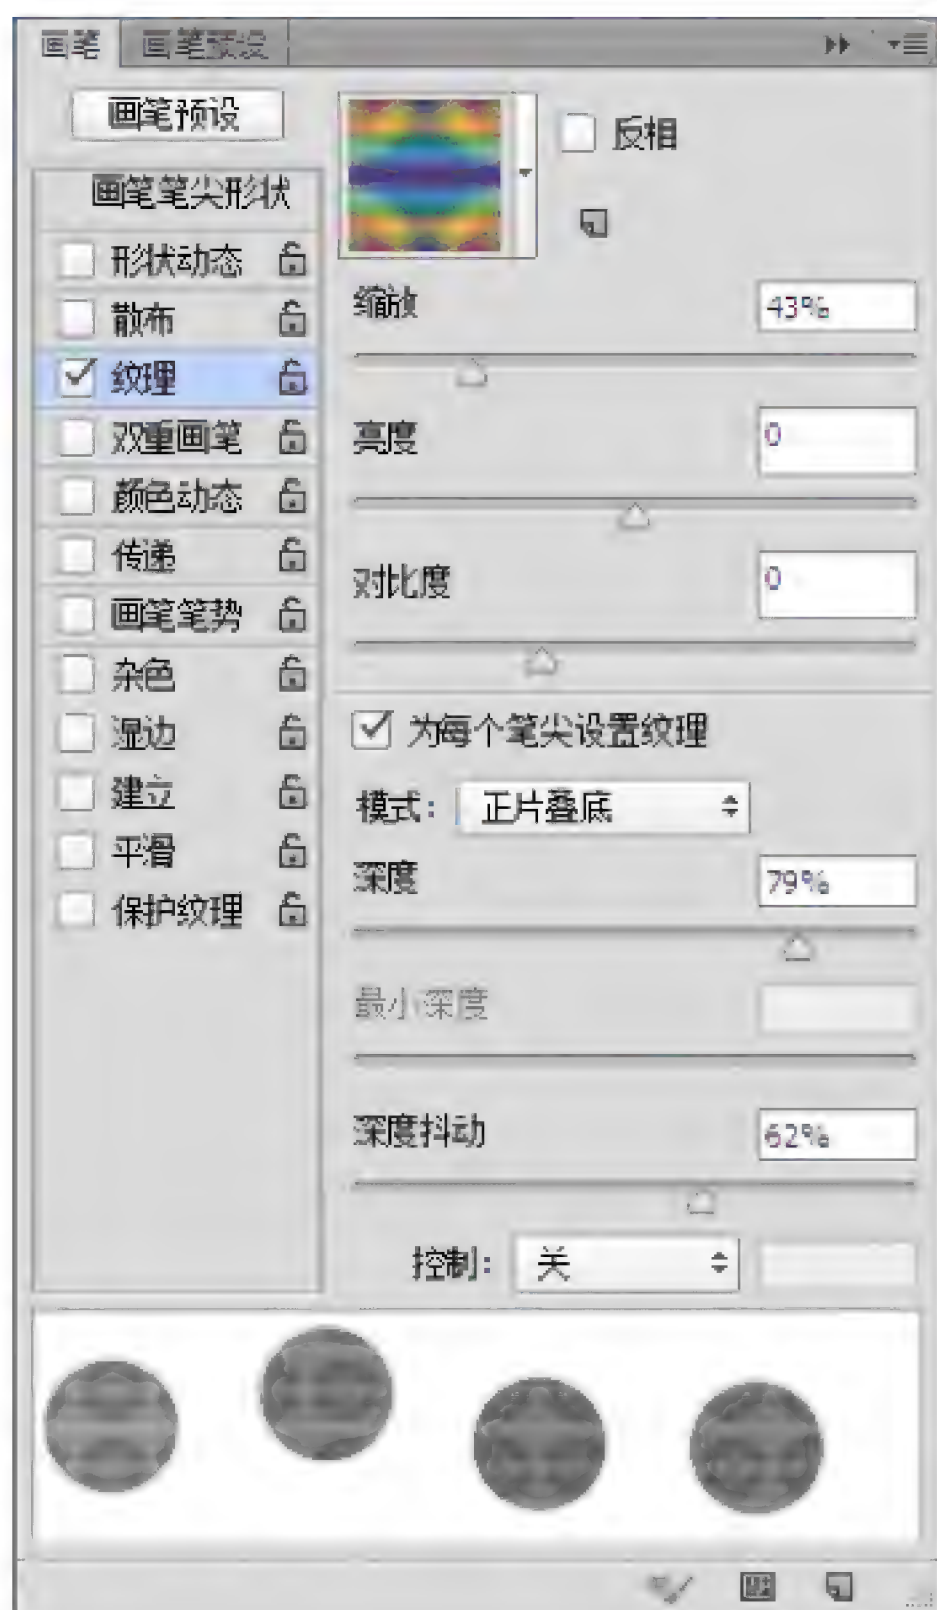 画笔 画笔预设
画笔预设
反相
画笔笔尖形状
形状动态
散布
纹理
双重画笔
颜色动态
传递
画笔笔势
杂色
湿边
建立
平滑
保护纹理
缩放 43%
亮度 0
对比度 0
为每个笔尖设置纹理
模式: 正片叠底
深度 79%
最小深度
深度抖动 62%
控制: 关